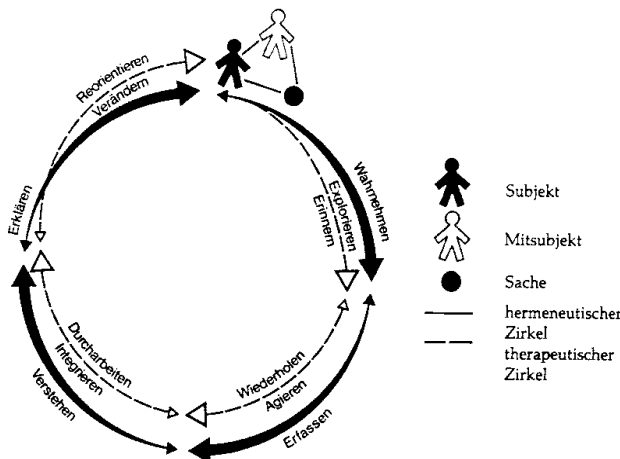 Reorientieren
Verändern
Erklären
Wahrnehmen
Explorieren
Erinnern
Durcharbeiten
Integrieren
Verstehen
Wiederholen
Agieren
Erfassen
Subjekt
Mitsubjekt
Sache
hermeneutischer
Zirkel
therapeutischer
Zirkel